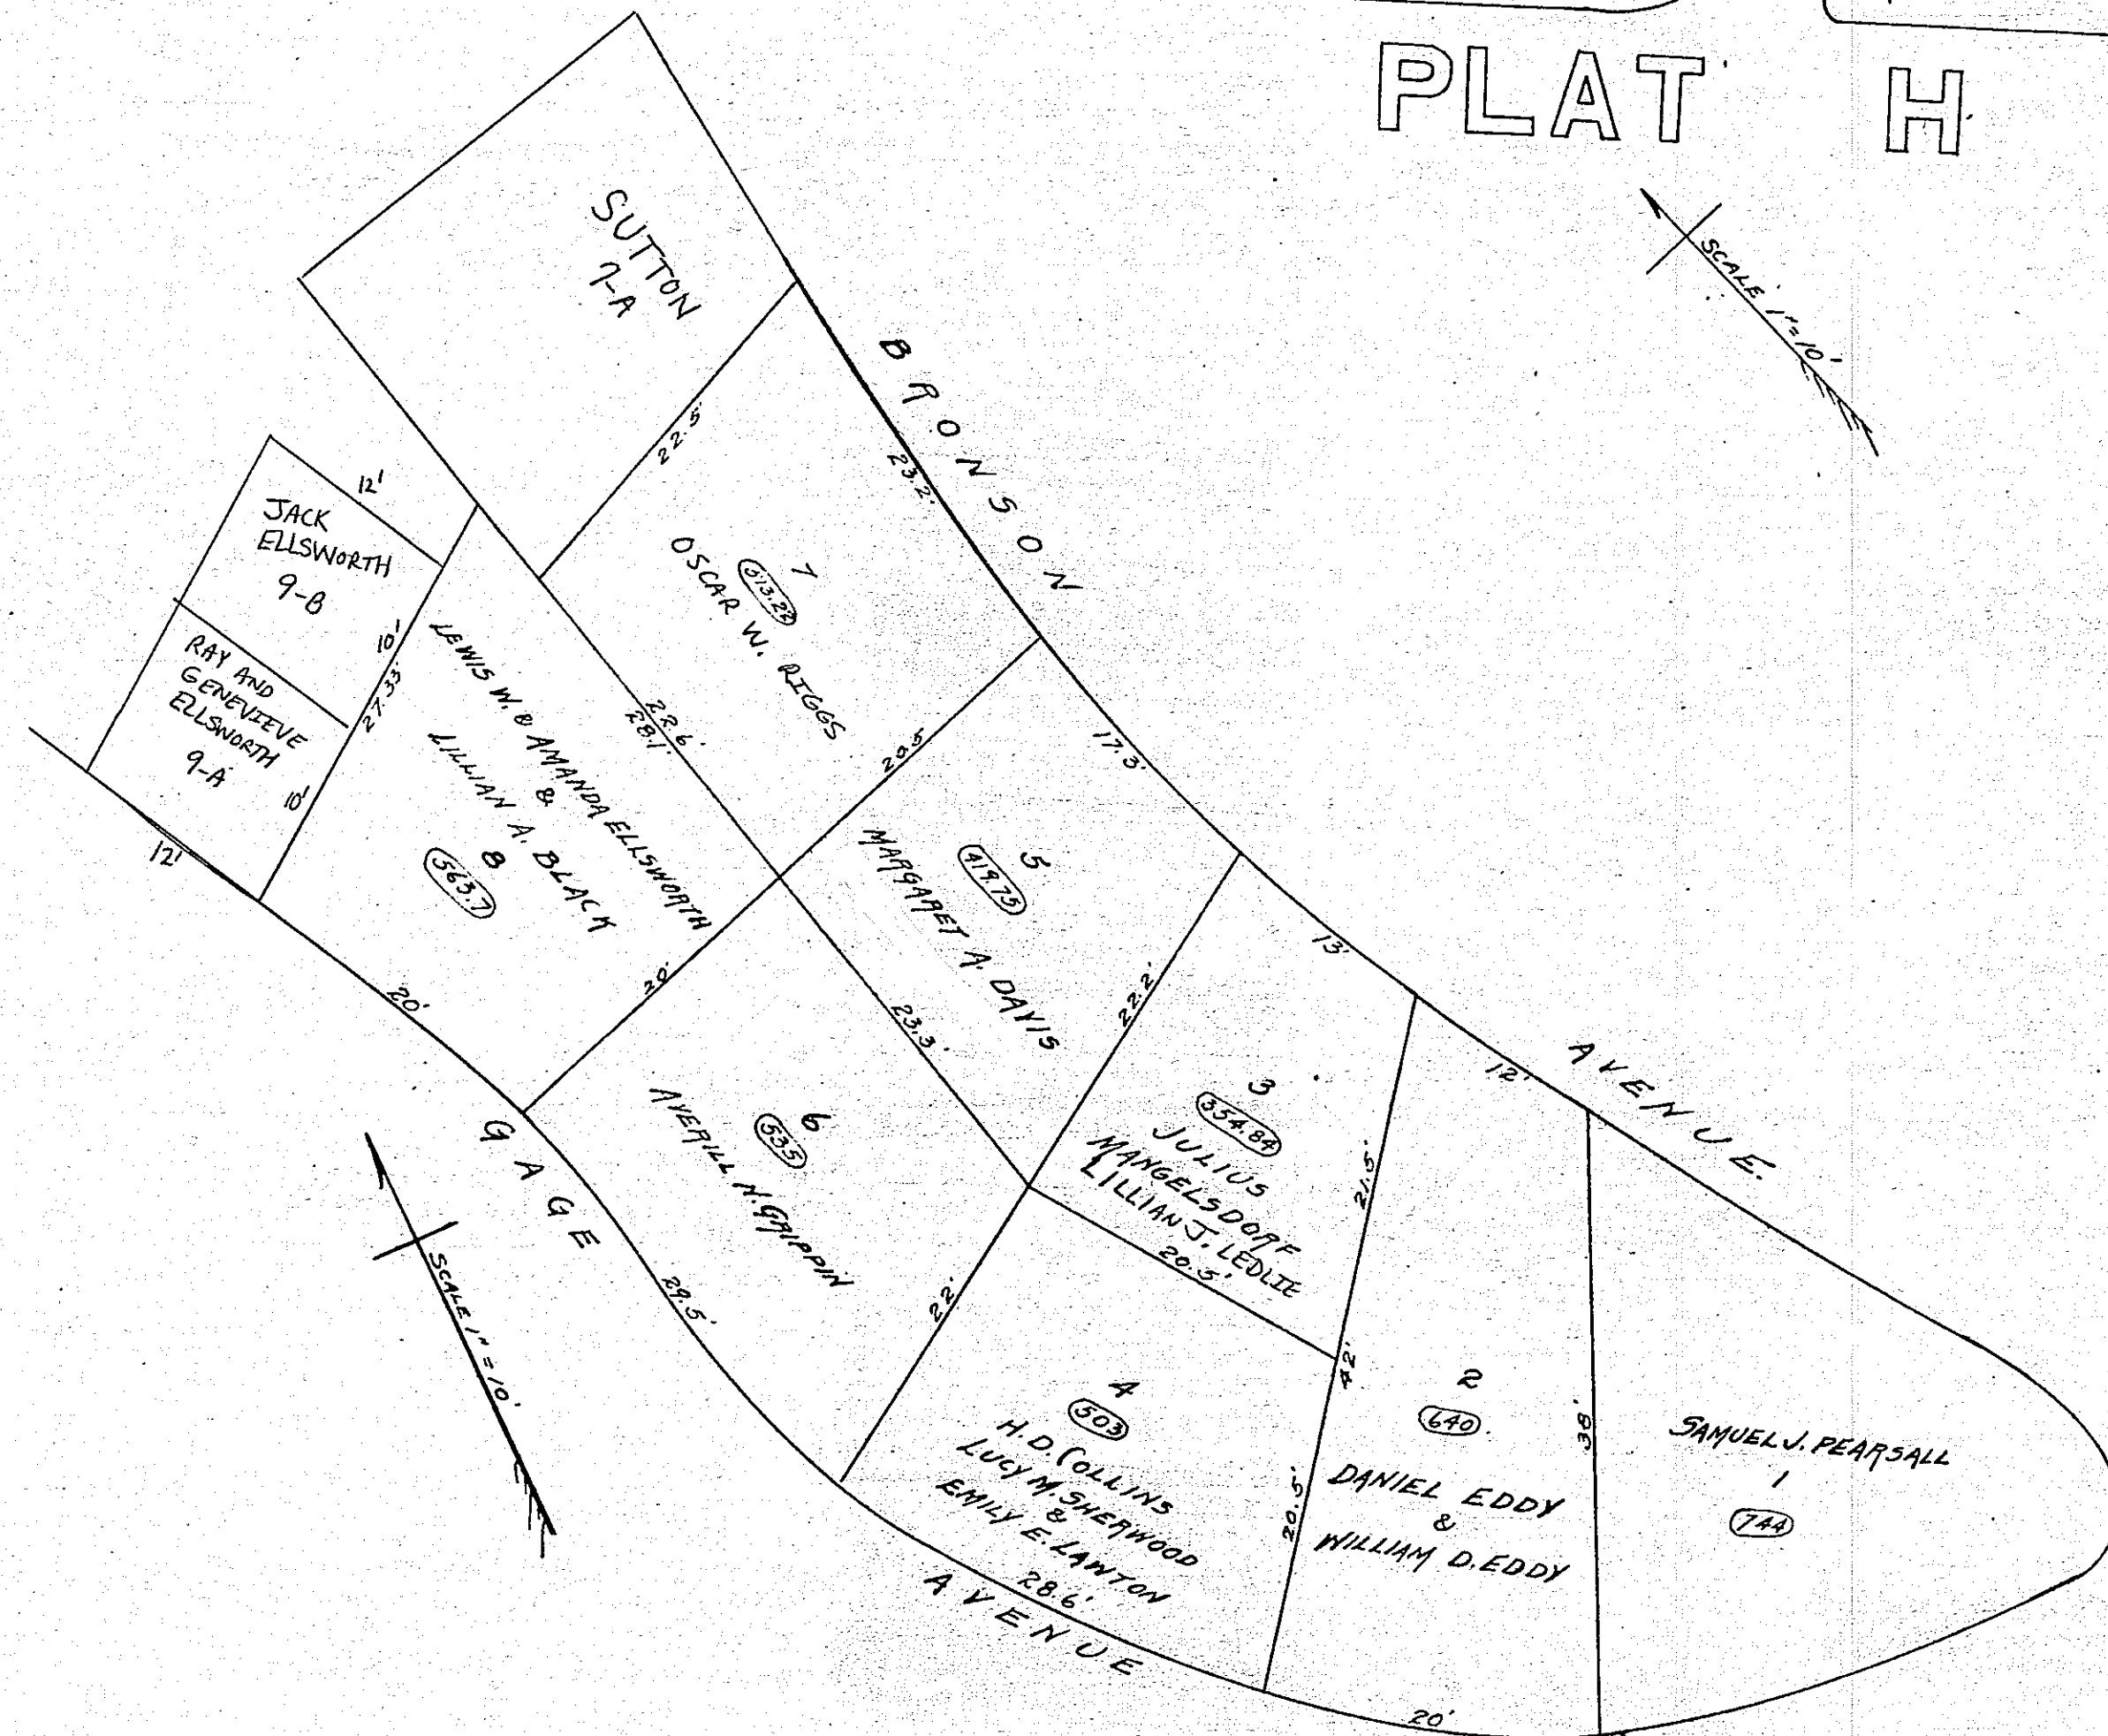 PLAT H
SCALE 1"=10'
SUTTON
7-A
BRONSON
22.5'
23.2'
7
513.22
OSCAR W. RIGGS
22.6'
28.1'
20.5
12'
JACK
ELLSWORTH
9-B
10'
RAY AND
GENEVIEVE
ELLSWORTH
9-A
10'
27.33'
12'
LEWIS W. & AMANDA ELLSWORTH
&
LILLIAN A. BLACK
8
563.7
20'
20'
17.3'
5
419.75
MARGARET A. DAVIS
23.3'
22.2'
13'
AVENUE.
12'
3
354.84
JULIUS
MANGELSDORF
LILLIAN J. LEDLIE
20.5'
21.5'
GAGE
6
535
AVERILL N. GRIPPIN
29.5'
22'
SCALE 1"=10'
4
503
H.D. COLLINS
LUCY M. SHERWOOD
&
EMILY E. LAWTON
28.6'
AVENUE
42'
20.5'
2
640
DANIEL EDDY
&
WILLIAM D. EDDY
38'
20'
SAMUEL J. PEARSALL
1
744